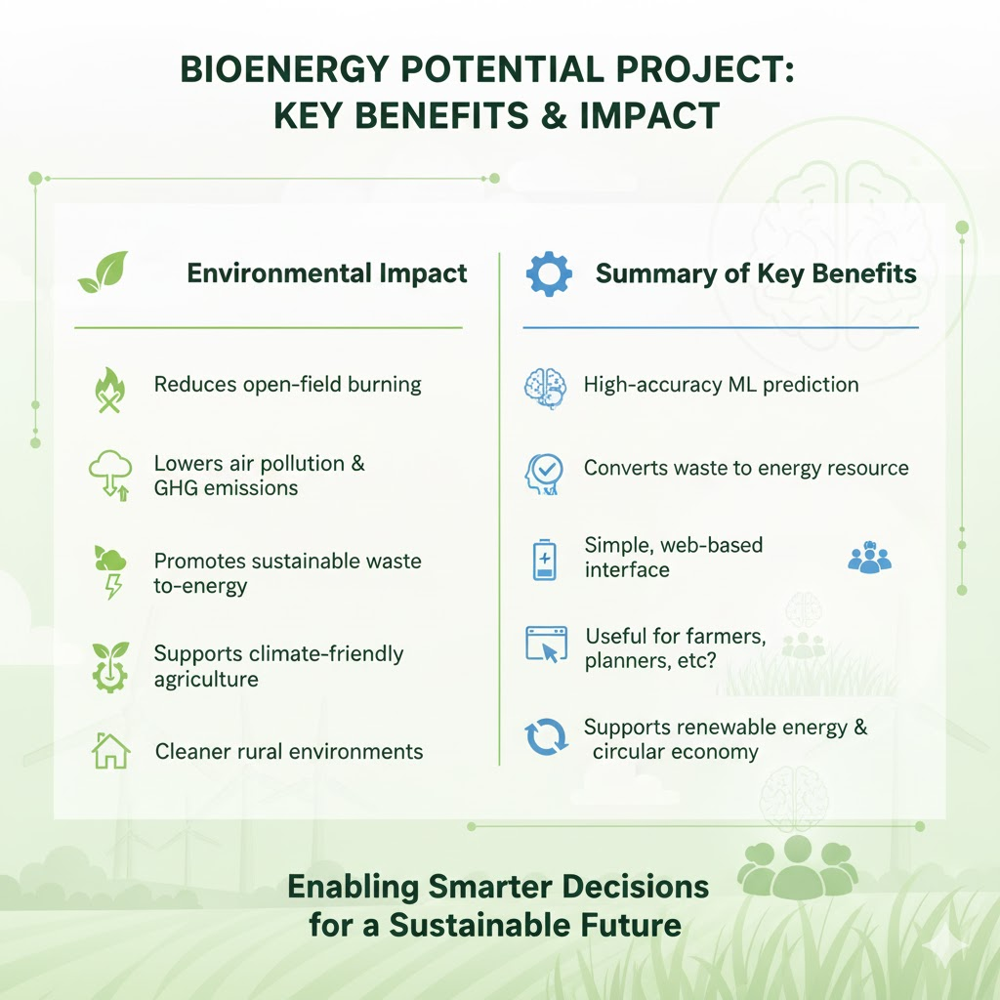 BIOENERGY POTENTIAL PROJECT:
KEY BENEFITS & IMPACT
Environmental Impact
Reduces open-field burning
Lowers air pollution &
GHG emissions
Promotes sustainable waste
to-energy
Supports climate-friendly
agriculture
Cleaner rural environments
Summary of Key Benefits
High-accuracy ML prediction
Converts waste to energy resource
Simple, web-based
interface
Useful for farmers,
planners, etc?
Supports renewable energy &
circular economy
Enabling Smarter Decisions
for a Sustainable Future